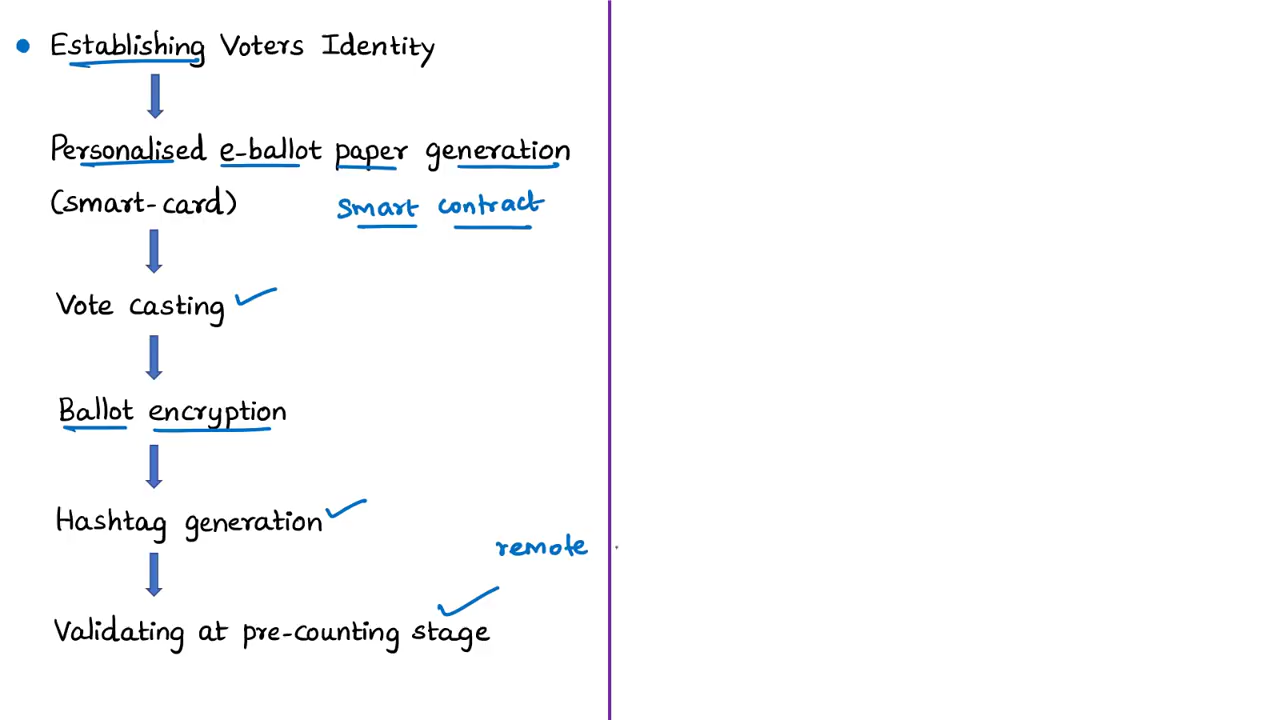 Establishing Voters Identity
Personalised e-ballot paper generation
(smart-card) smart contract
Vote casting
Ballot encryption
Hashtag generation
remote
Validating at pre-counting stage